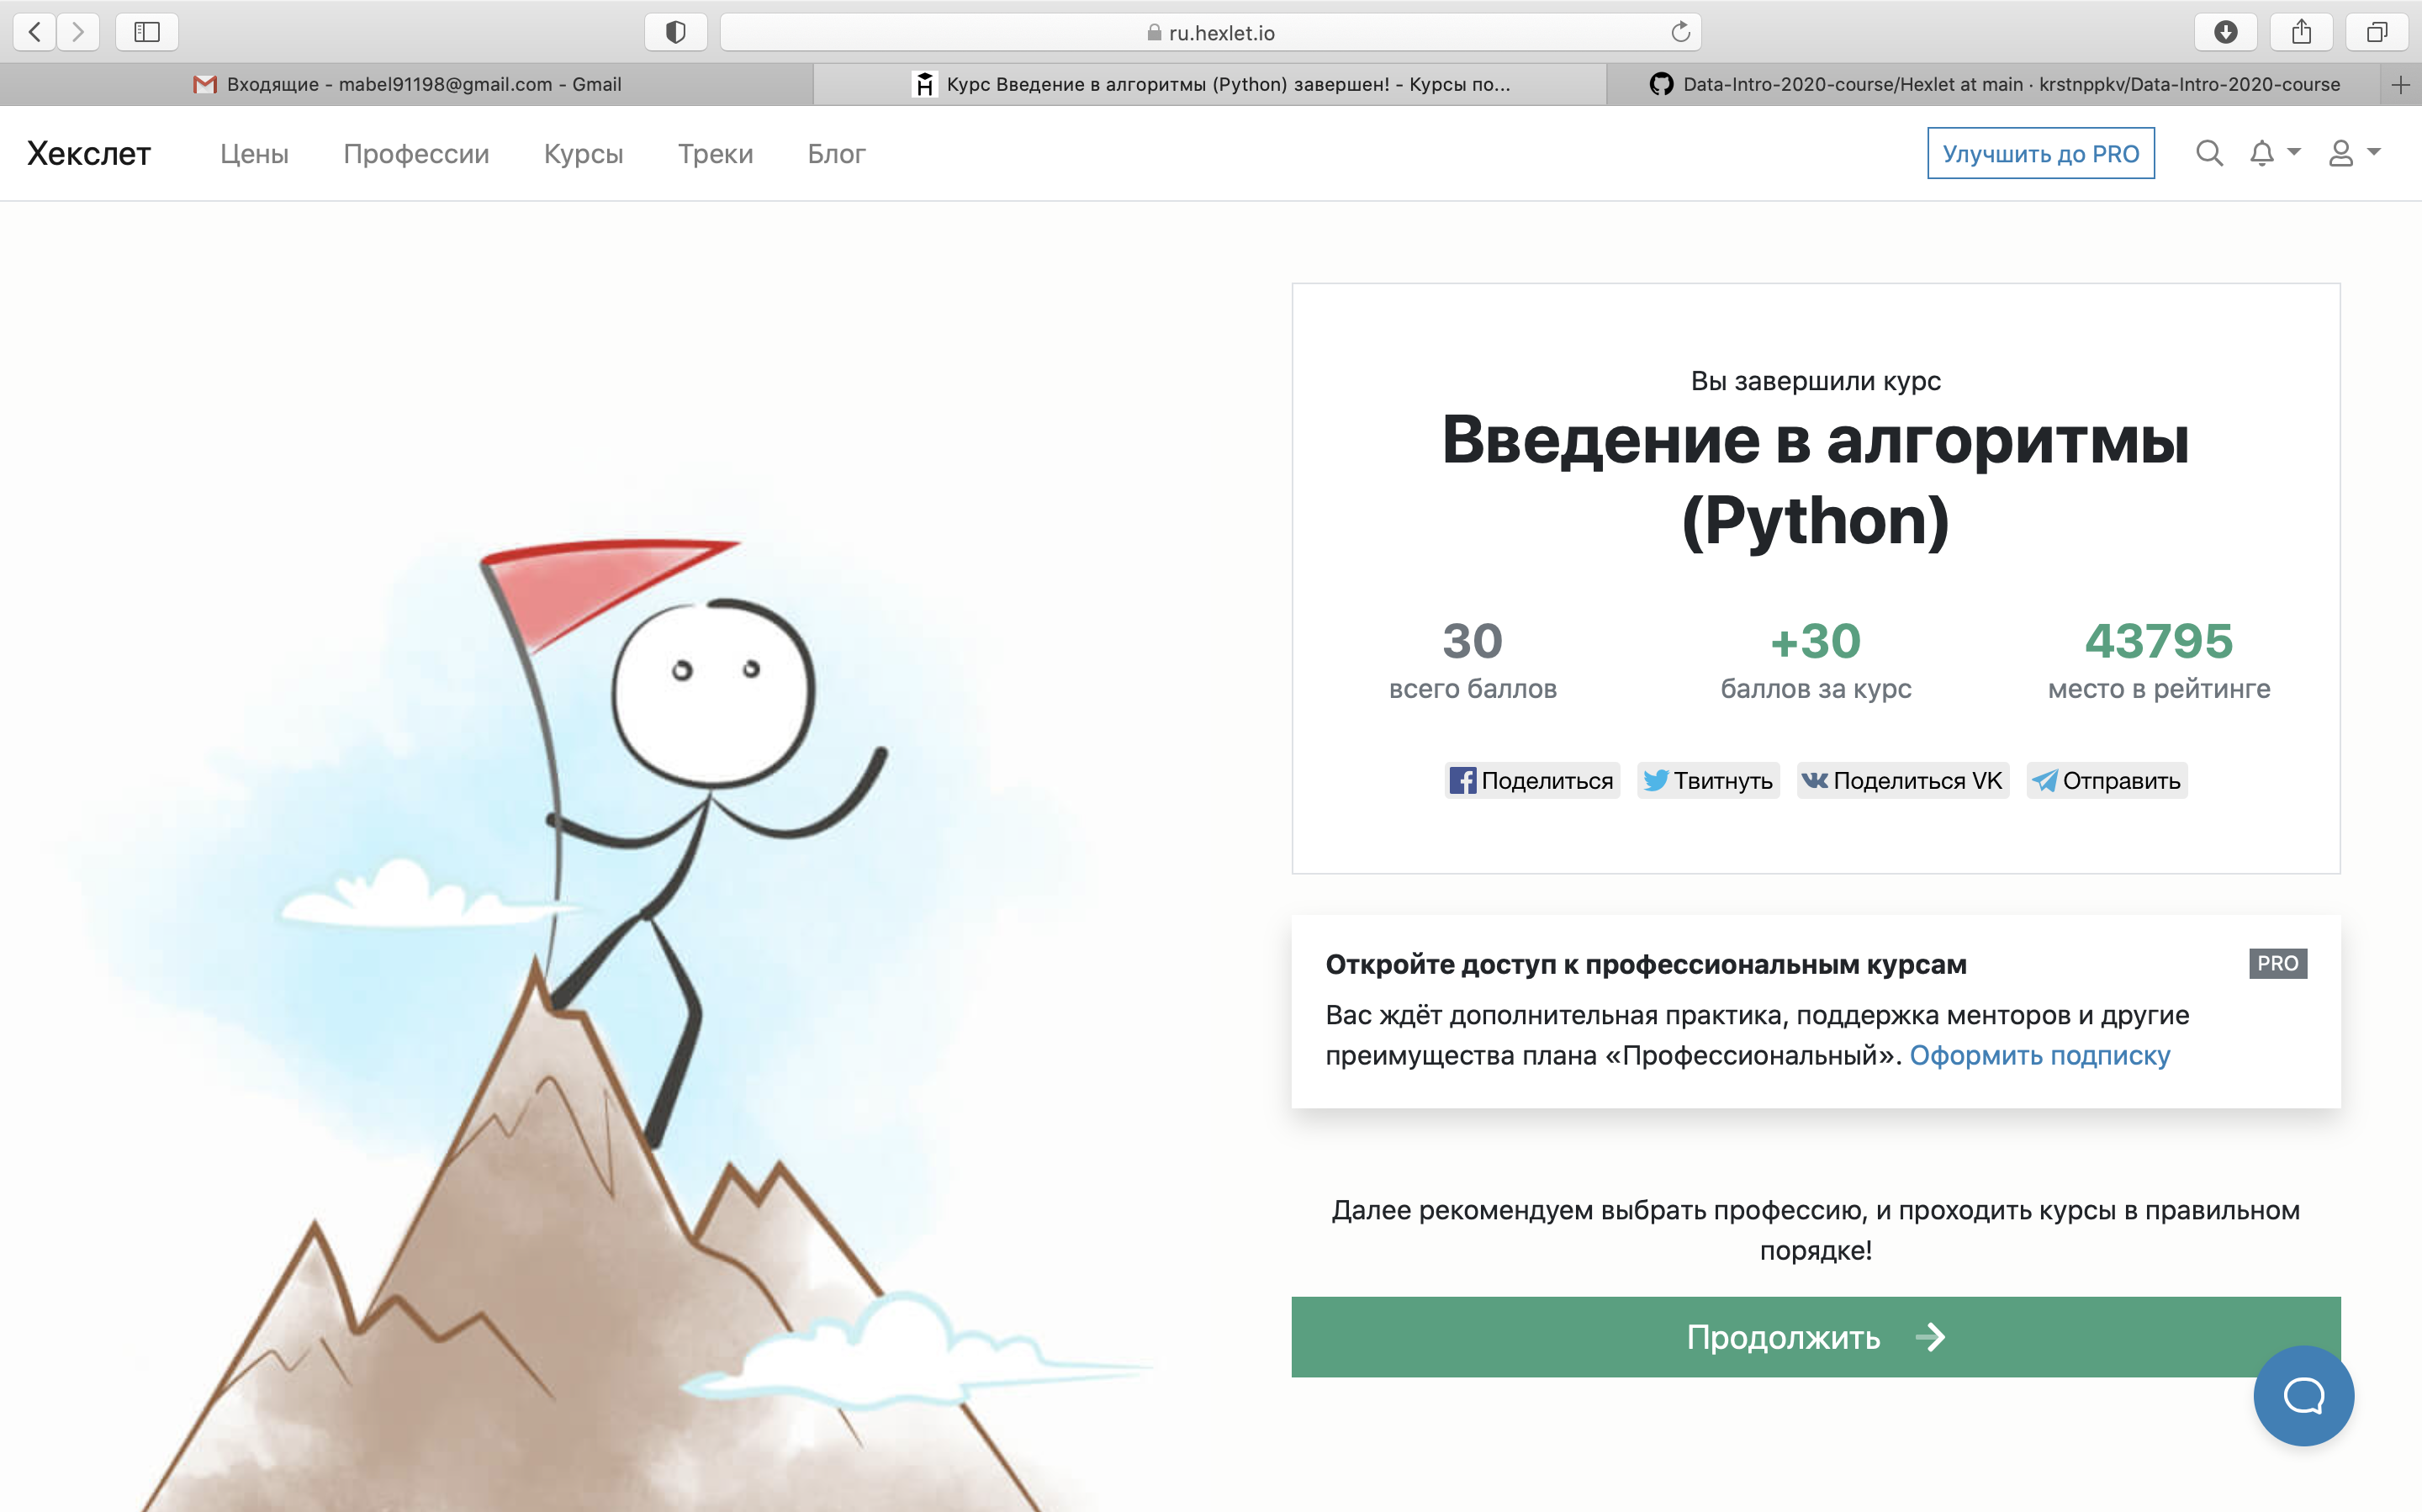 ru.hexlet.io
Входящие - mabel91198@gmail.com - Gmail
Курс Введение в алгоритмы (Python) завершен! - Курсы по...
Data-Intro-2020-course/Hexlet at main · krstnppkv/Data-Intro-2020-course
Хекслет Цены Профессии Курсы Треки Блог Улучшить до PRO
Вы завершили курс
Введение в алгоритмы
(Python)
30 +30 43795
всего баллов баллов за курс место в рейтинге
Поделиться Твитнуть Поделиться VK Отправить
Откройте доступ к профессиональным курсам PRO
Вас ждёт дополнительная практика, поддержка менторов и другие
преимущества плана «Профессиональный». Оформить подписку
Далее рекомендуем выбрать профессию, и проходить курсы в правильном
порядке!
Продолжить